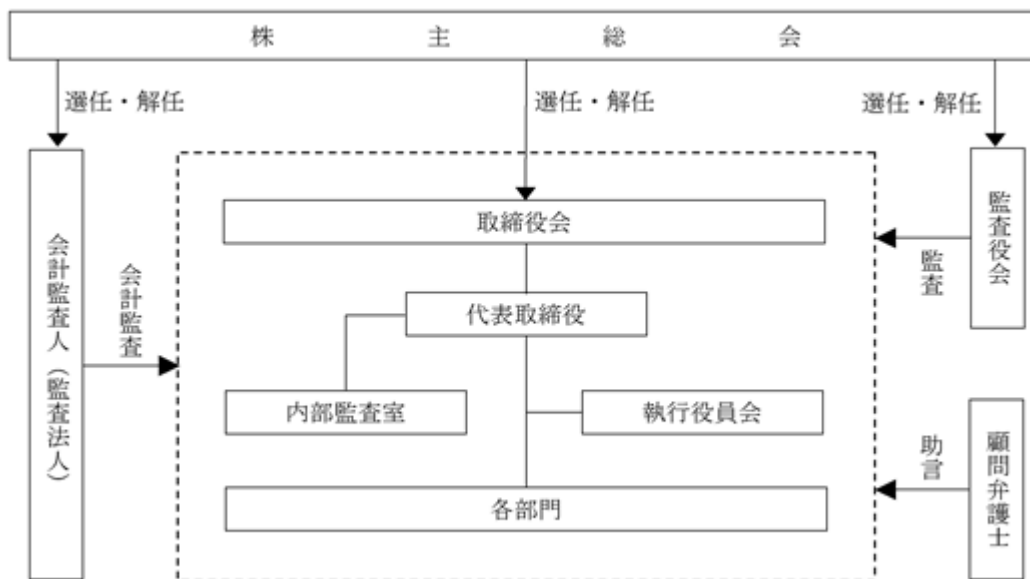 株主総会
選任・解任
選任・解任
選任・解任
取締役会
監査役会
監査
会計監査人（監査法人）
会計監査
代表取締役
内部監査室
執行役員会
顧問弁護士
助言
各部門